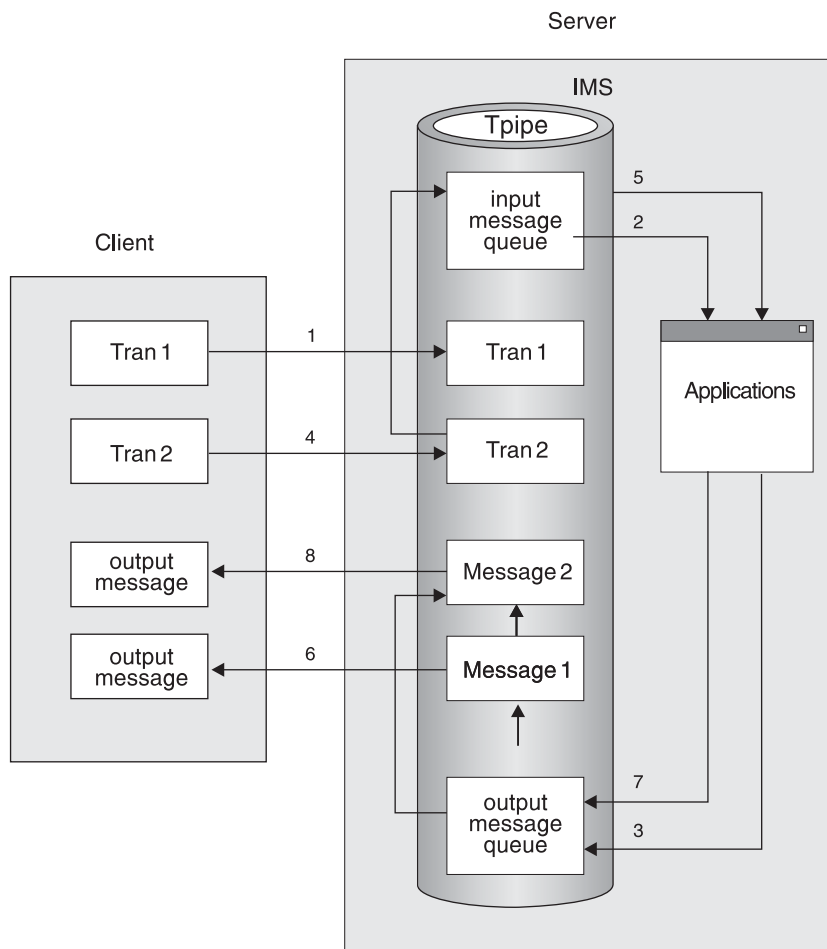 Server
IMS
Tpipe
input
message
queue
5
2
Client
Tran 1
1
Tran 1
Applications
Tran 2
4
Tran 2
output
message
8
Message 2
output
message
6
Message 1
output
message
queue
7
3